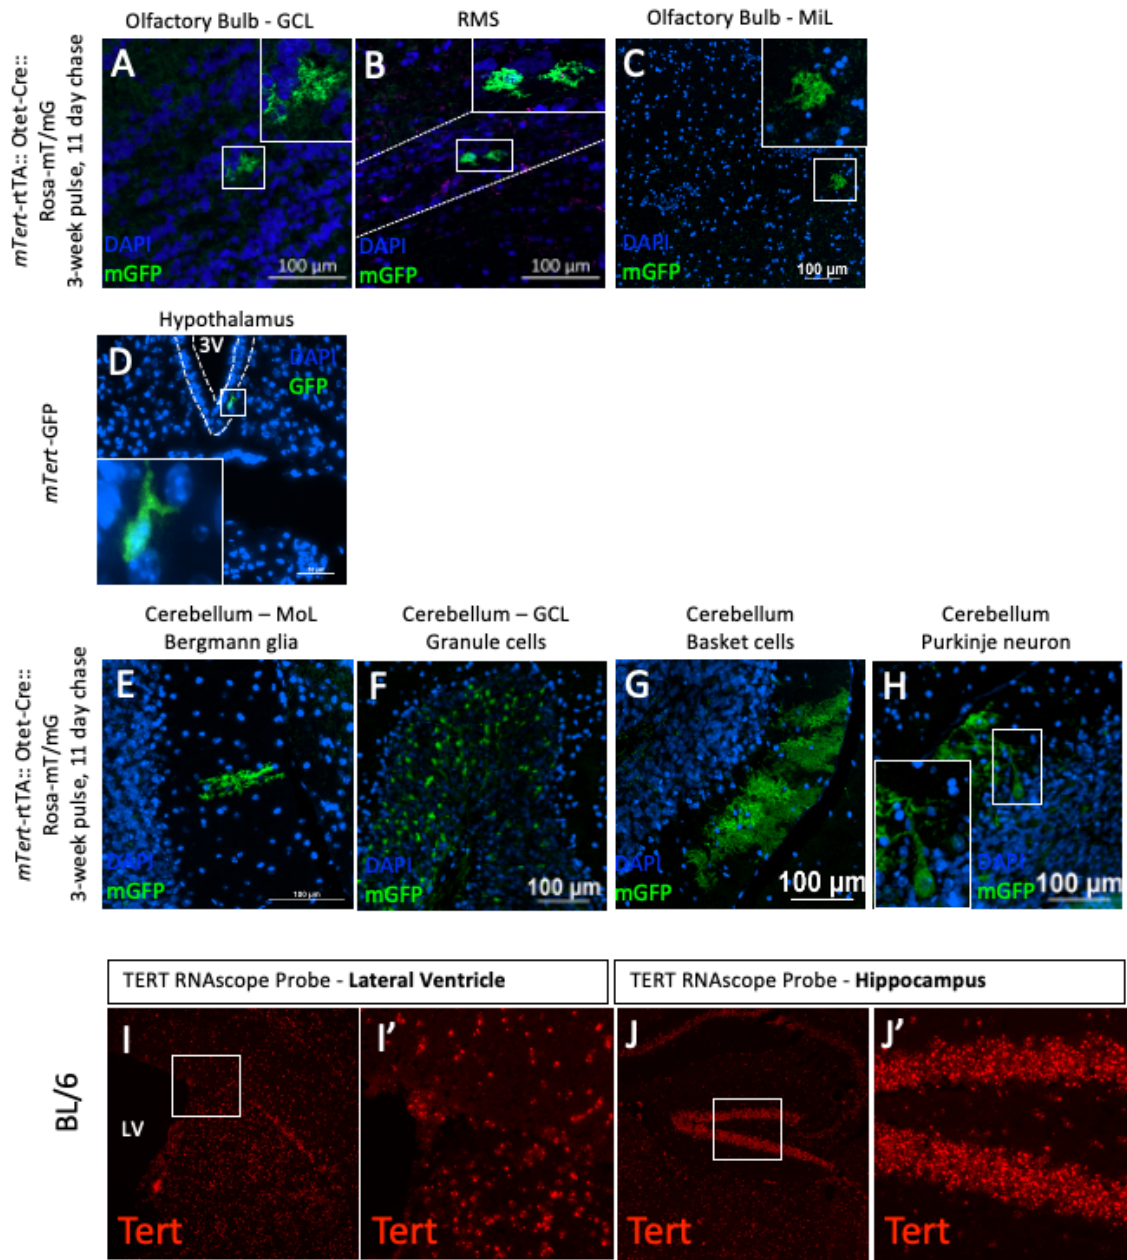 Olfactory Bulb - GCL
RMS
Olfactory Bulb - MiL
mTert-rtTA:: Otet-Cre::
Rosa-mT/mG
3-week pulse, 11 day chase
A
DAPI
mGFP
100 µm
B
DAPI
mGFP
100 µm
C
DAPI
mGFP
100 µm
Hypothalamus
mTert-GFP
D
3V
DAPI
GFP
Cerebellum – MoL
Bergmann glia
Cerebellum – GCL
Granule cells
Cerebellum
Basket cells
Cerebellum
Purkinje neuron
mTert-rtTA:: Otet-Cre::
Rosa-mT/mG
3-week pulse, 11 day chase
E
DAPI
mGFP
100 µm
F
DAPI
mGFP
100 µm
G
DAPI
mGFP
100 µm
H
DAPI
mGFP
100 µm
TERT RNAscope Probe - Lateral Ventricle
TERT RNAscope Probe - Hippocampus
BL/6
I
LV
Tert
I'
Tert
J
Tert
J'
Tert